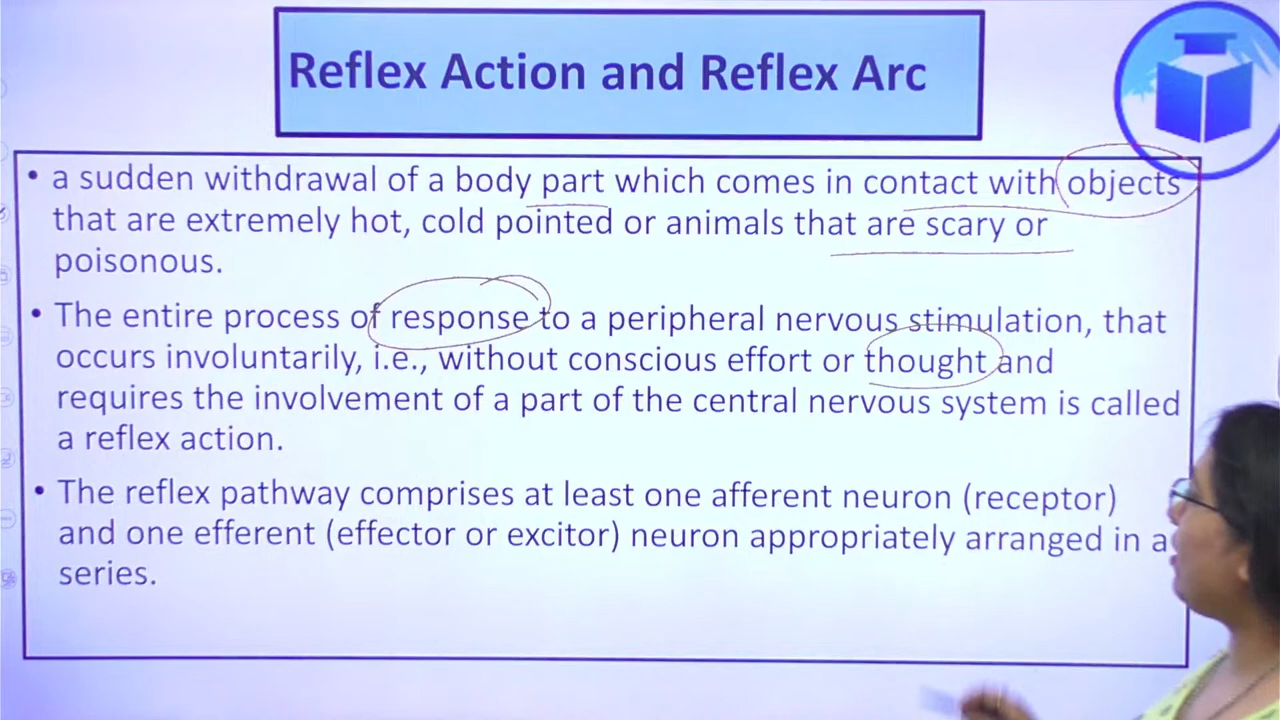 Reflex Action and Reflex Arc
• a sudden withdrawal of a body part which comes in contact with objects
that are extremely hot, cold pointed or animals that are scary or
poisonous.
• The entire process of response to a peripheral nervous stimulation, that
occurs involuntarily, i.e., without conscious effort or thought and
requires the involvement of a part of the central nervous system is called
a reflex action.
• The reflex pathway comprises at least one afferent neuron (receptor)
and one efferent (effector or excitor) neuron appropriately arranged in a
series.